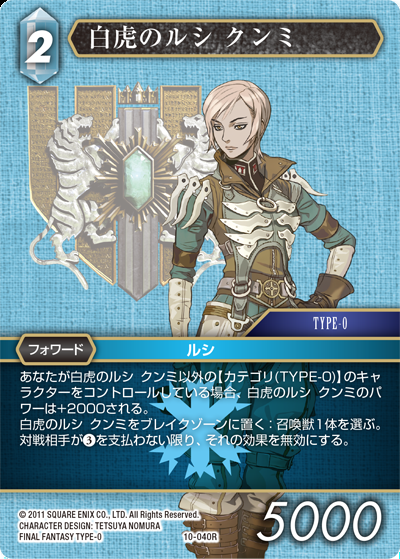 2
白虎のルシ クンミ
TYPE-0
フォワード
ルシ
あなたが白虎のルシ クンミ以外の【カテゴリ(TYPE-0)】のキャ
ラクターをコントロールしている場合、白虎のルシ クンミのパ
ワーは+2000される。
白虎のルシ クンミをブレイクゾーンに置く:召喚獣1体を選ぶ。
対戦相手が❸を支払わない限り、それの効果を無効にする。
© 2011 SQUARE ENIX CO., LTD. All Rights Reserved.
CHARACTER DESIGN: TETSUYA NOMURA
FINAL FANTASY TYPE-0
10-040R
5000